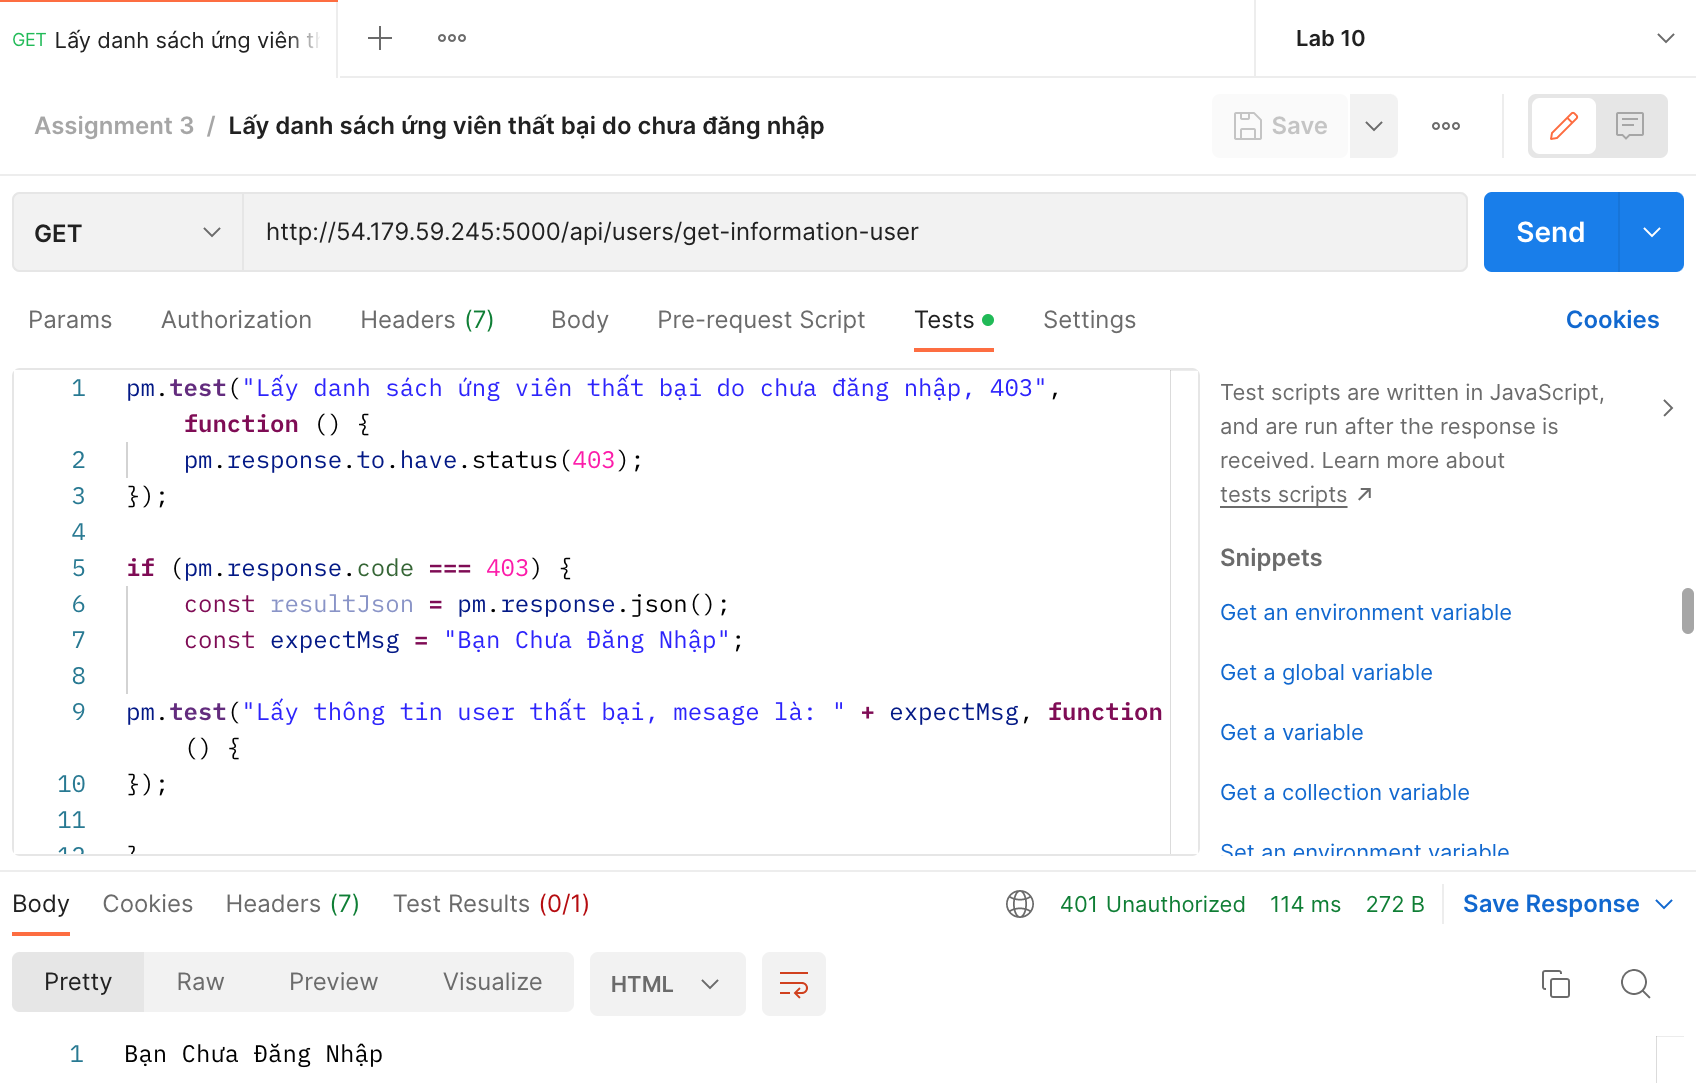 GET Lấy danh sách ứng viên
Lab 10
Assignment 3 / Lấy danh sách ứng viên thất bại do chưa đăng nhập
Save
GET
http://54.179.59.245:5000/api/users/get-information-user
Send
Params Authorization Headers (7) Body Pre-request Script Tests Settings Cookies
1 pm.test("Lấy danh sách ứng viên thất bại do chưa đăng nhập, 403",
function () {
2 pm.response.to.have.status(403);
3 });
4
5 if (pm.response.code === 403) {
6 const resultJson = pm.response.json();
7 const expectMsg = "Bạn Chưa Đăng Nhập";
8
9 pm.test("Lấy thông tin user thất bại, mesage là: " + expectMsg, function
() {
10 });
11
12 }
Test scripts are written in JavaScript,
and are run after the response is
received. Learn more about
tests scripts
Snippets
Get an environment variable
Get a global variable
Get a variable
Get a collection variable
Set an environment variable
Body Cookies Headers (7) Test Results (0/1) 401 Unauthorized 114 ms 272 B Save Response
Pretty Raw Preview Visualize HTML
1 Bạn Chưa Đăng Nhập